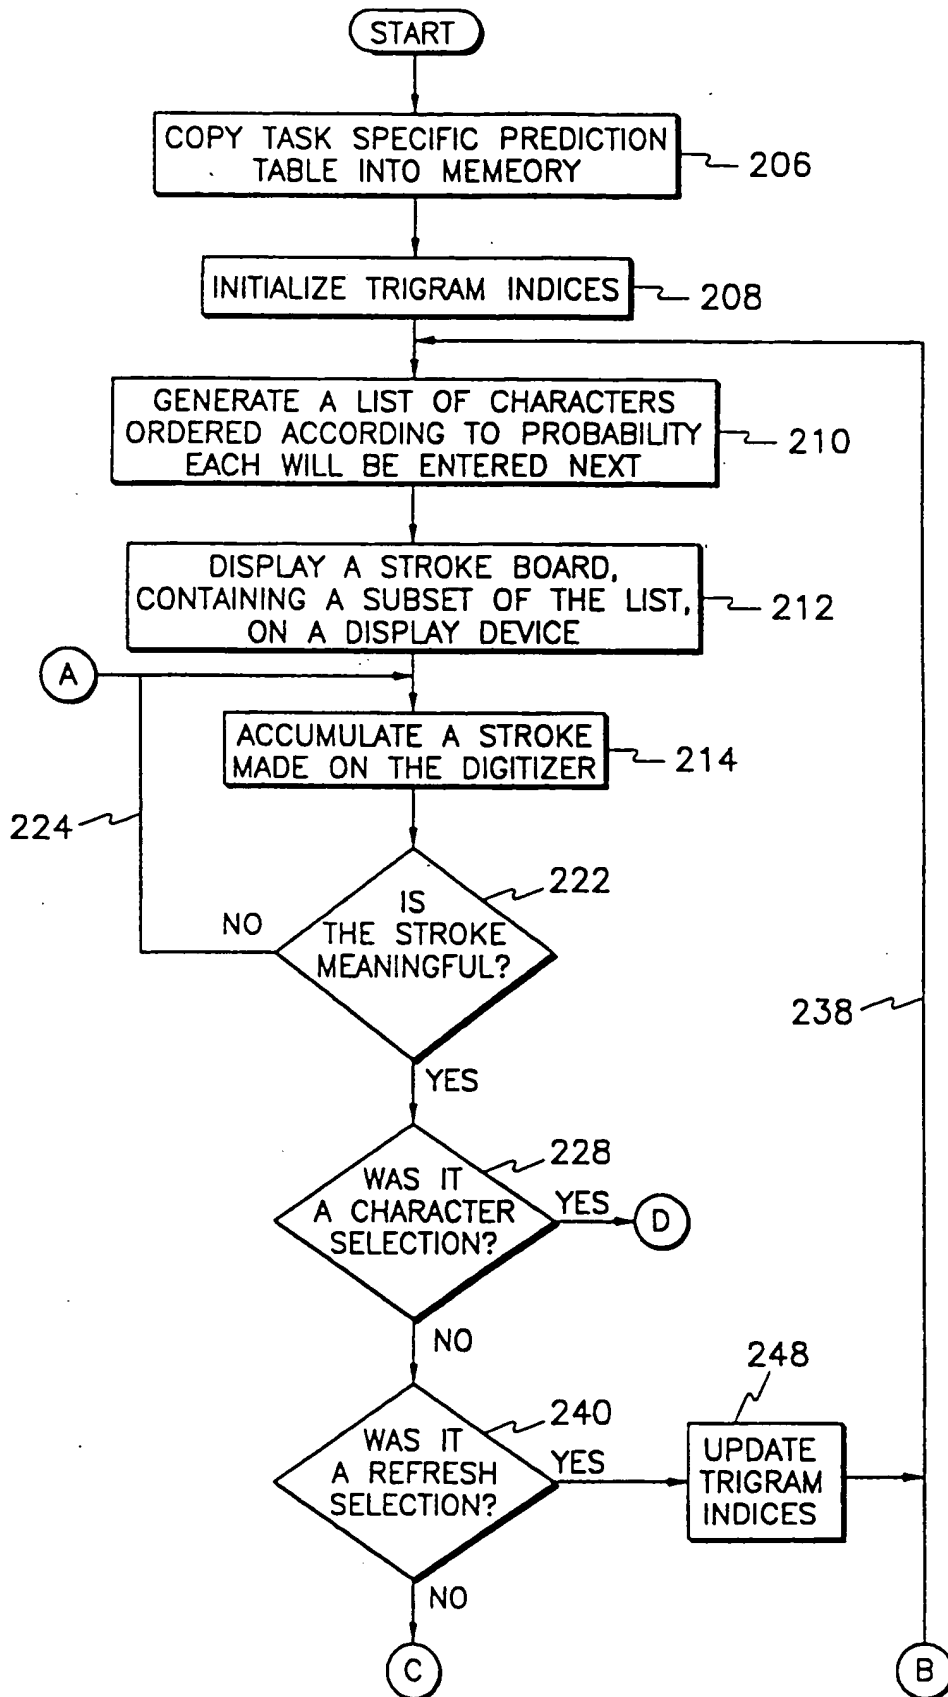 START
COPY TASK SPECIFIC PREDICTION
TABLE INTO MEMEORY
206
INITIALIZE TRIGRAM INDICES
208
GENERATE A LIST OF CHARACTERS
ORDERED ACCORDING TO PROBABILITY
EACH WILL BE ENTERED NEXT
210
DISPLAY A STROKE BOARD,
CONTAINING A SUBSET OF THE LIST,
ON A DISPLAY DEVICE
212
A
ACCUMULATE A STROKE
MADE ON THE DIGITIZER
214
224
222
IS
THE STROKE
MEANINGFUL?
NO
238
YES
228
WAS IT
A CHARACTER
SELECTION?
YES
D
NO
248
240
WAS IT
A REFRESH
SELECTION?
YES
UPDATE
TRIGRAM
INDICES
NO
C
B